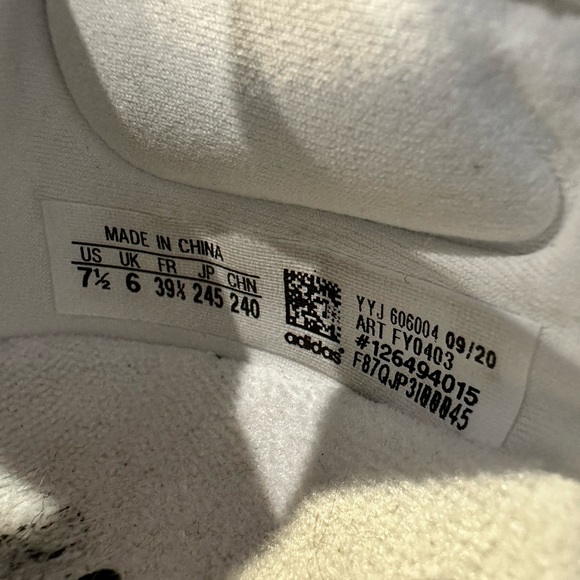 MADE IN CHINA
US UK FR JP CHN
7½ 6 39⅓ 245 240
adidas
YYJ 606004 09/20
ART FY0403
#126494015
F87QJP3I00045